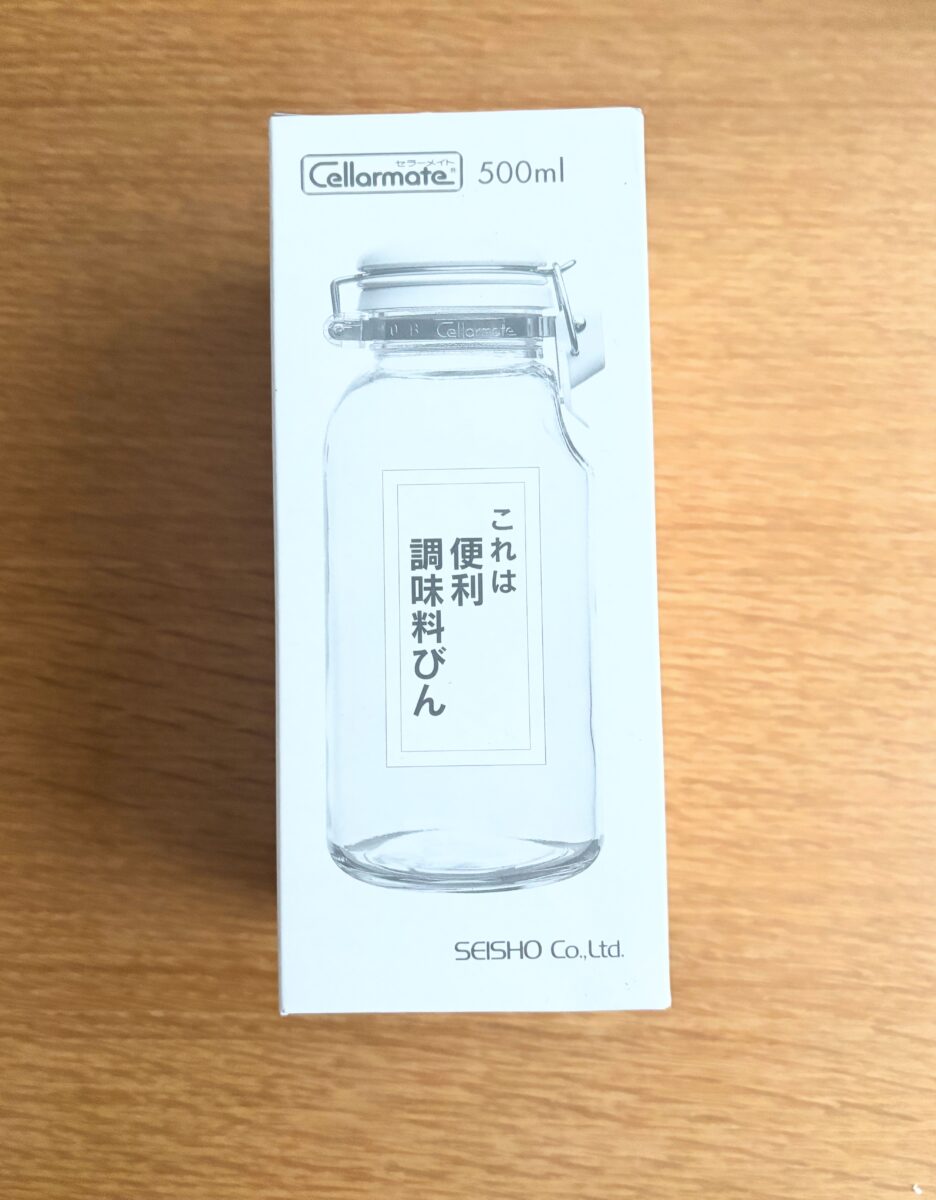 セラーメイト
Cellarmate® 500ml
Cellarmate
これは
便利
調味料びん
SEISHO Co.,Ltd.